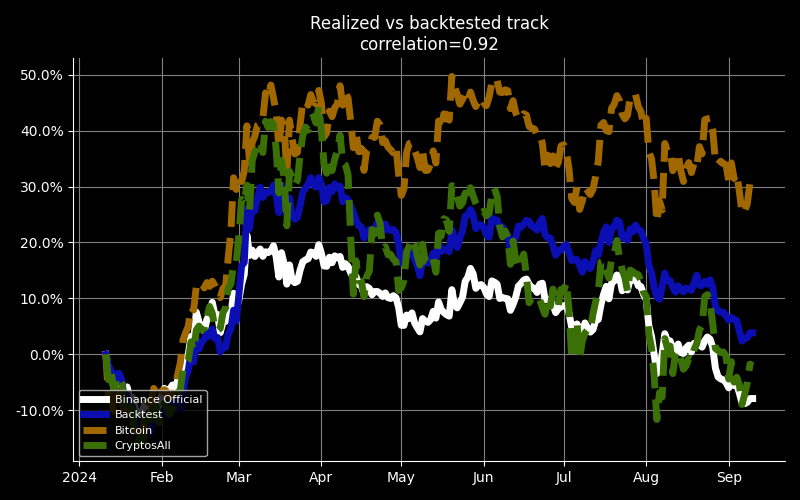 Realized vs backtested track
correlation=0.92
50.0%
40.0%
30.0%
20.0%
10.0%
0.0%
-10.0%
Binance Official
Backtest
Bitcoin
CryptosAll
2024 Feb Mar Apr May Jun Jul Aug Sep